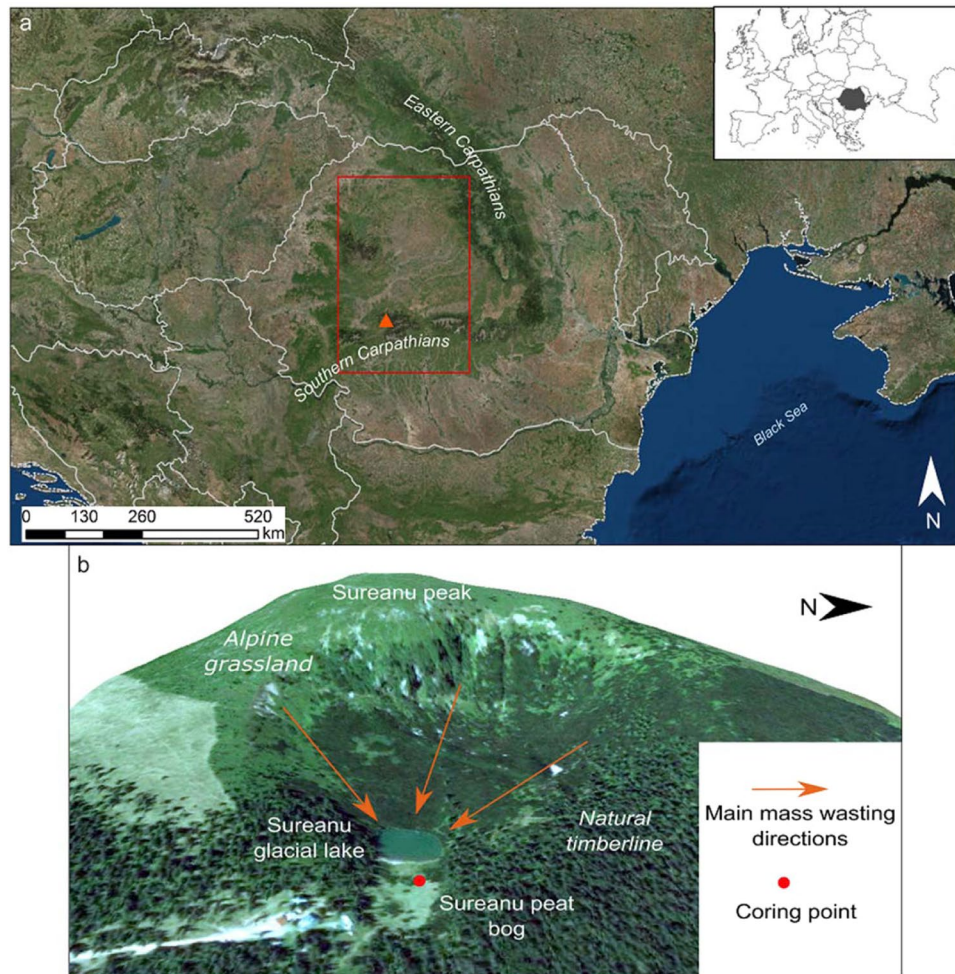 a
Eastern Carpathians
Southern Carpathians
Black Sea
0 130 260 520
km
N
b
Sureanu peak
N
Alpine
grassland
Sureanu
glacial lake
Natural
timberline
Sureanu peat
bog
Main mass wasting
directions
Coring point